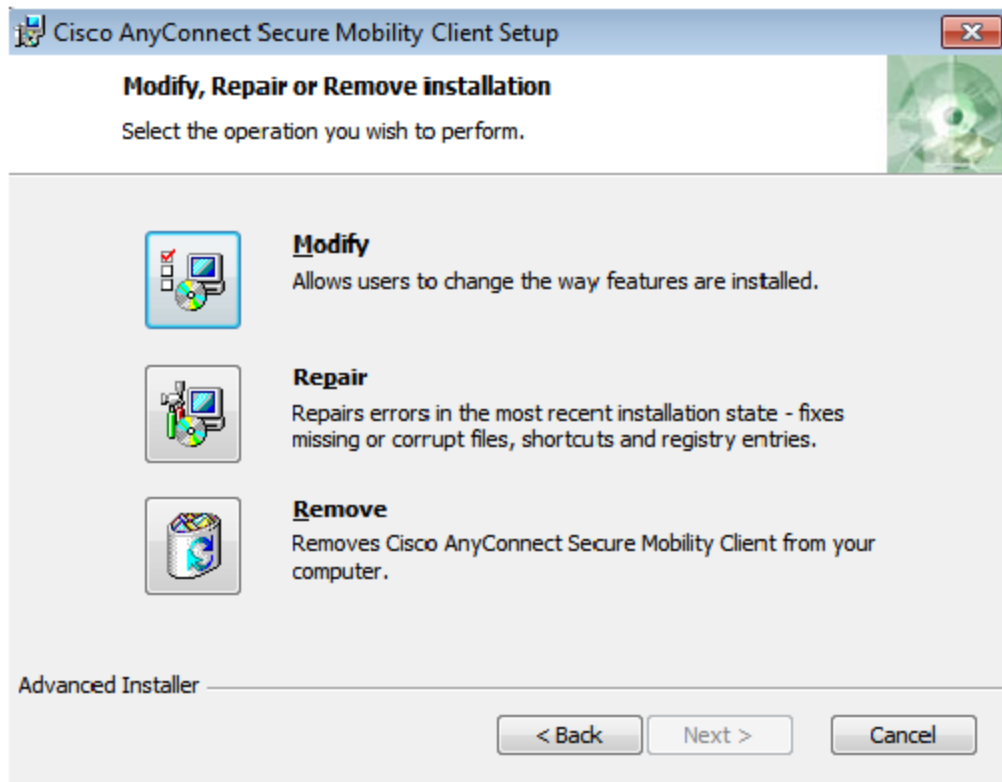 Cisco AnyConnect Secure Mobility Client Setup
Modify, Repair or Remove installation
Select the operation you wish to perform.
Modify
Allows users to change the way features are installed.
Repair
Repairs errors in the most recent installation state - fixes
missing or corrupt files, shortcuts and registry entries.
Remove
Removes Cisco AnyConnect Secure Mobility Client from your
computer.
Advanced Installer
< Back
Next >
Cancel